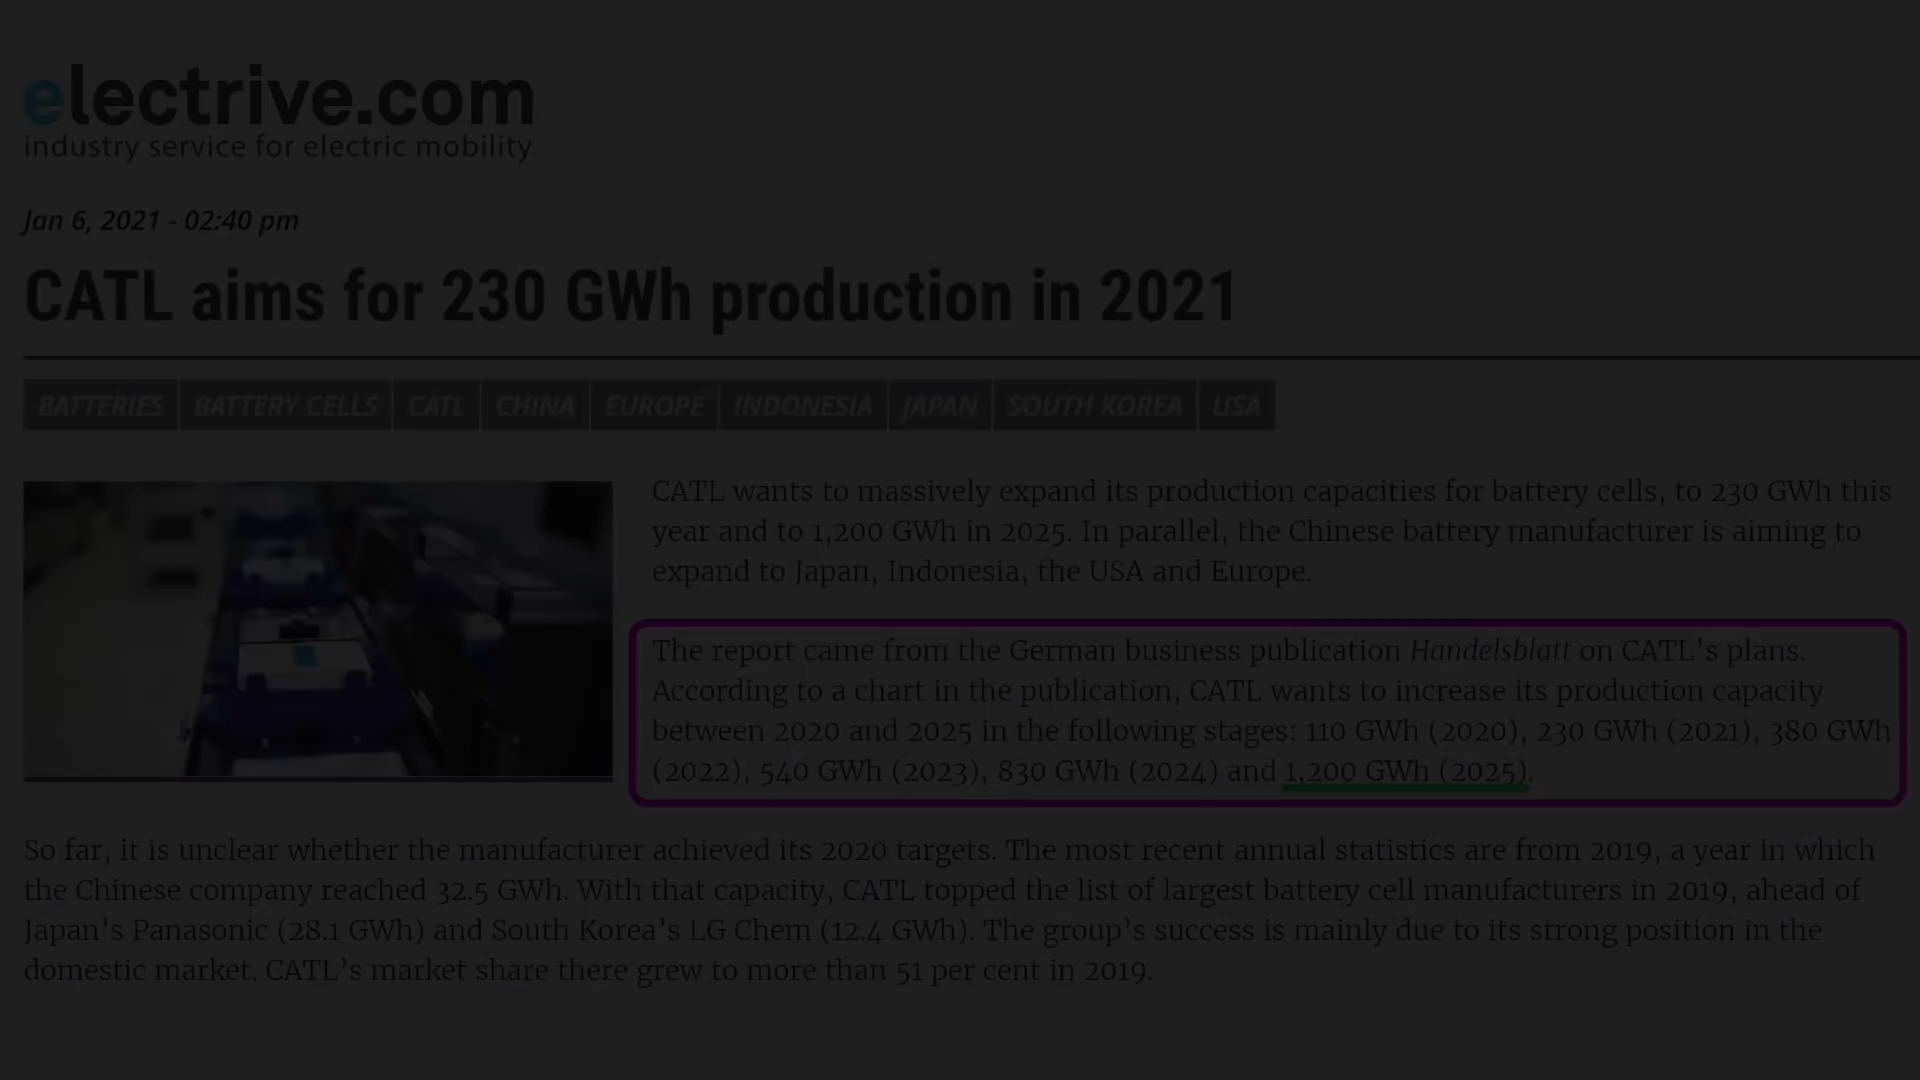 electrive.com
industry service for electric mobility
Jan 6, 2021 - 02:40 pm
CATL aims for 230 GWh production in 2021
BATTERIES BATTERY CELLS CATL CHINA EUROPE INDONESIA JAPAN SOUTH KOREA USA
CATL wants to massively expand its production capacities for battery cells, to 230 GWh this
year and to 1,200 GWh in 2025. In parallel, the Chinese battery manufacturer is aiming to
expand to Japan, Indonesia, the USA and Europe.
The report came from the German business publication Handelsblatt on CATL’s plans.
According to a chart in the publication, CATL wants to increase its production capacity
between 2020 and 2025 in the following stages: 110 GWh (2020), 230 GWh (2021), 380 GWh
(2022), 540 GWh (2023), 830 GWh (2024) and 1,200 GWh (2025).
So far, it is unclear whether the manufacturer achieved its 2020 targets. The most recent annual statistics are from 2019, a year in which
the Chinese company reached 32.5 GWh. With that capacity, CATL topped the list of largest battery cell manufacturers in 2019, ahead of
Japan’s Panasonic (28.1 GWh) and South Korea’s LG Chem (12.4 GWh). The group’s success is mainly due to its strong position in the
domestic market. CATL’s market share there grew to more than 51 per cent in 2019.